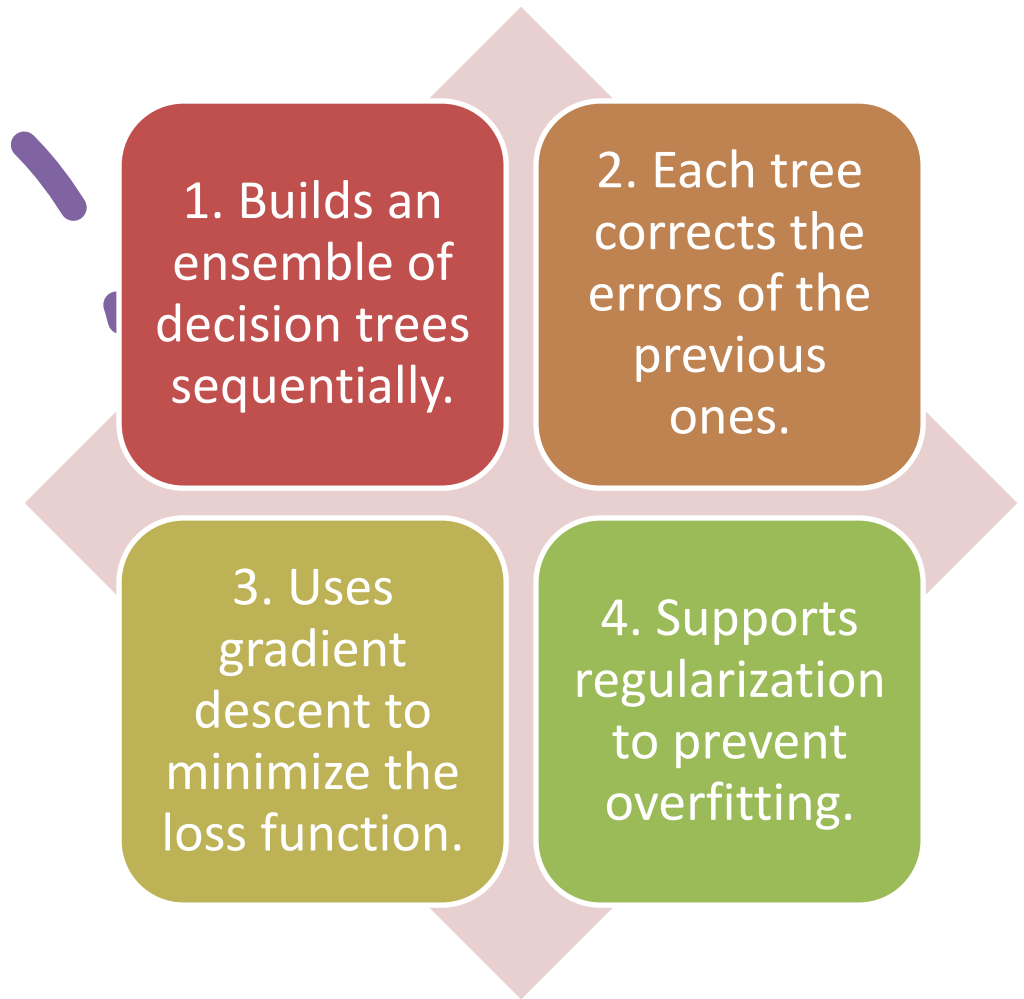 1. Builds an
ensemble of
decision trees
sequentially.
2. Each tree
corrects the
errors of the
previous
ones.
3. Uses
gradient
descent to
minimize the
loss function.
4. Supports
regularization
to prevent
overfitting.